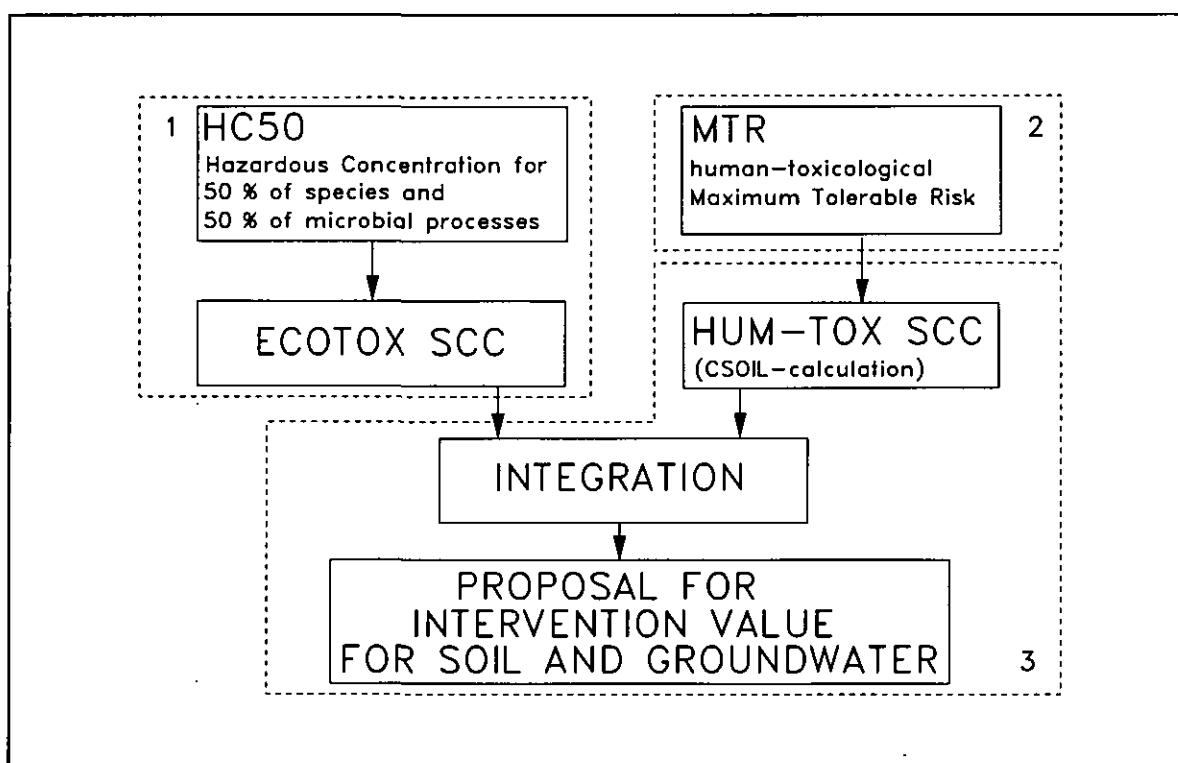 1
HC50
Hazardous Concentration for
50 % of species and
50 % of microbial processes
2
MTR
human-toxicological
Maximum Tolerable Risk
ECOTOX SCC
HUM-TOX SCC
(CSOIL-calculation)
INTEGRATION
PROPOSAL FOR
INTERVENTION VALUE
FOR SOIL AND GROUNDWATER
3